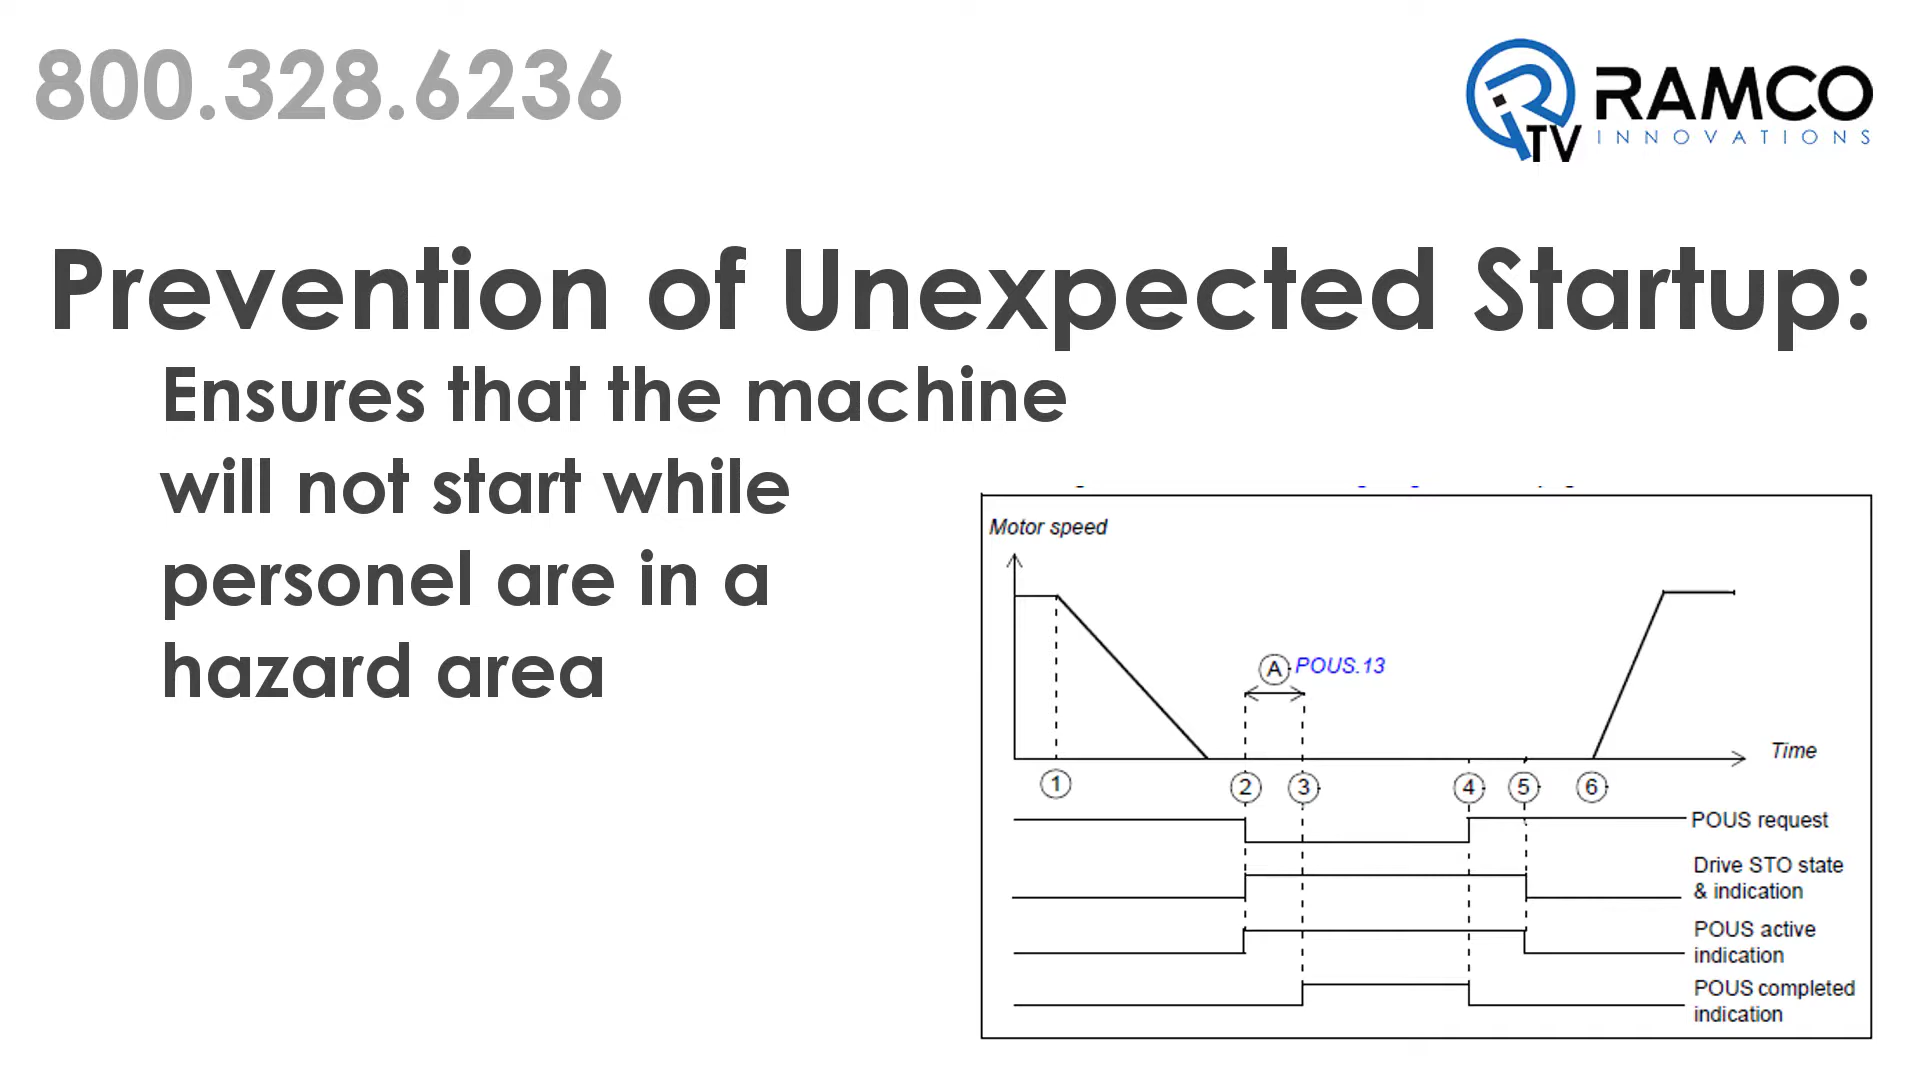 800.328.6236
TV
RAMCO
INNOVATIONS
Prevention of Unexpected Startup:
Ensures that the machine
will not start while
personel are in a
hazard area
Motor speed
A POUS.13
Time
1 2 3 4 5 6
POUS request
Drive STO state
& indication
POUS active
indication
POUS completed
indication